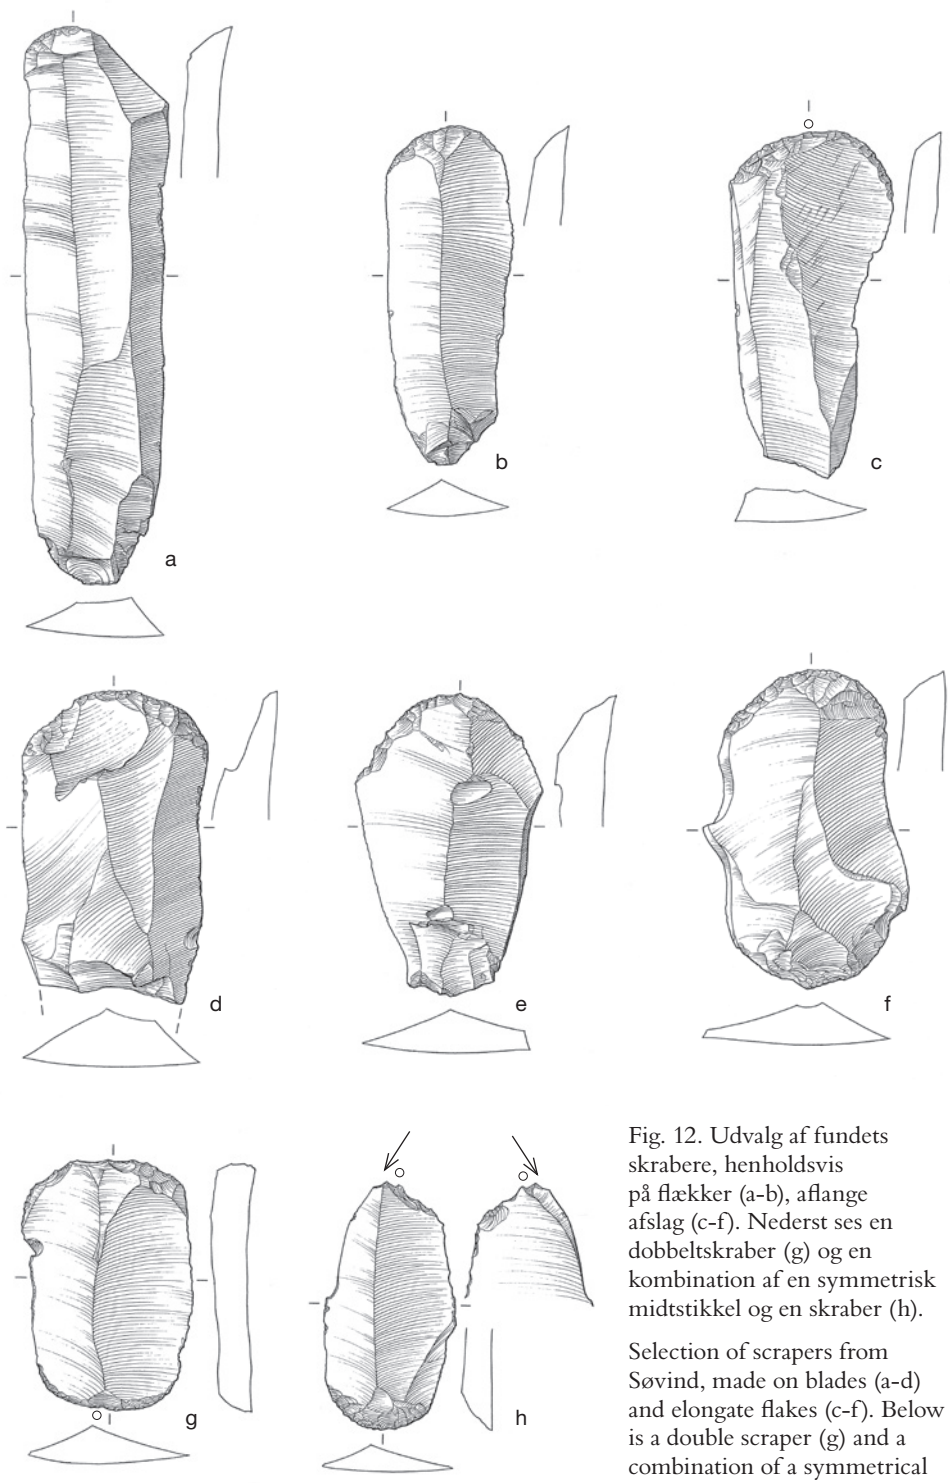 a
b
c
d
e
f
g
h
Fig. 12. Udvalg af fundets
skrabere, henholdsvis
på flækker (a-b), aflange
afslag (c-f). Nederst ses en
dobbeltskraber (g) og en
kombination af en symmetrisk
midtstikkel og en skraber (h).
Selection of scrapers from
Søvind, made on blades (a-d)
and elongate flakes (c-f). Below
is a double scraper (g) and a
combination of a symmetrical